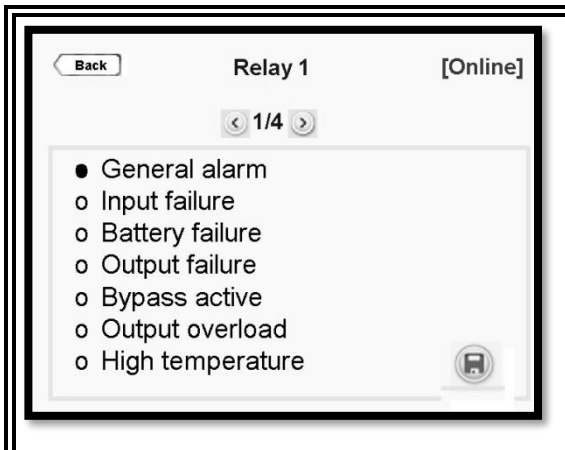 Back Relay 1 [Online]
1/4
● General alarm
o Input failure
o Battery failure
o Output failure
o Bypass active
o Output overload
o High temperature